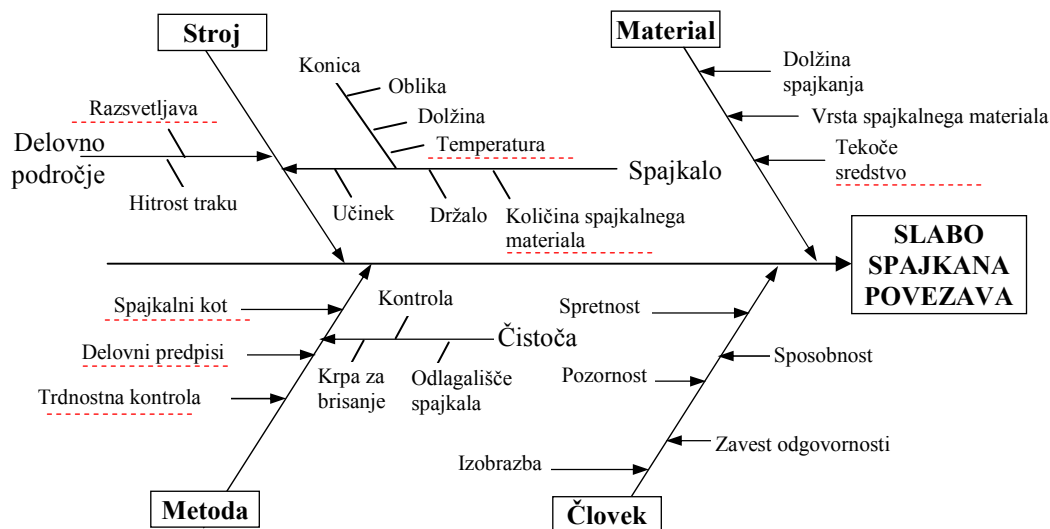 Stroj
Material
Konica
Oblika
Dolžina
Temperatura
Razsvetljava
Delovno
področje
Hitrost traku
Spajkalo
Učinek
Držalo
Količina spajkalnega
materiala
Dolžina
spajkanja
Vrsta spajkalnega materiala
Tekoče
sredstvo
SLABO
SPAJKANA
POVEZAVA
Spajkalni kot
Delovni predpisi
Trdnostna kontrola
Kontrola
Čistoča
Krpa za
brisanje
Odlagališče
spajkala
Spretnost
Sposobnost
Pozornost
Zavest odgovornosti
Izobrazba
Metoda
Človek